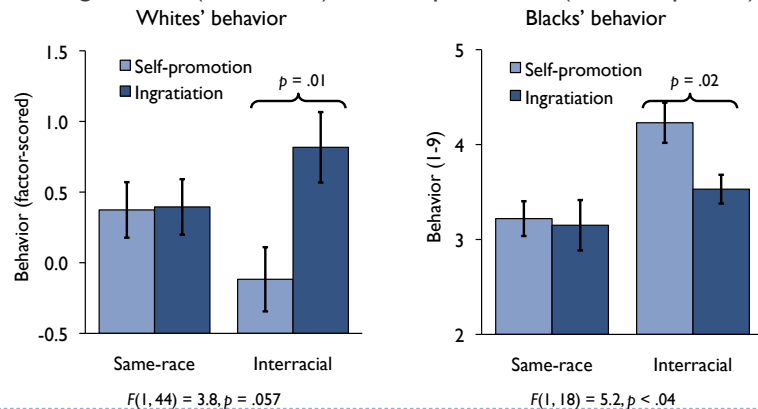 Whites' behavior
Blacks' behavior
Behavior (factor-scored)
1.5
1.0
0.5
0.0
-0.5
Self-promotion
Ingratiation
p = .01
Same-race
Interracial
F(1, 44) = 3.8, p = .057
Behavior (1-9)
5
4
3
2
Self-promotion
Ingratiation
p = .02
Same-race
Interracial
F(1, 18) = 5.2, p < .04